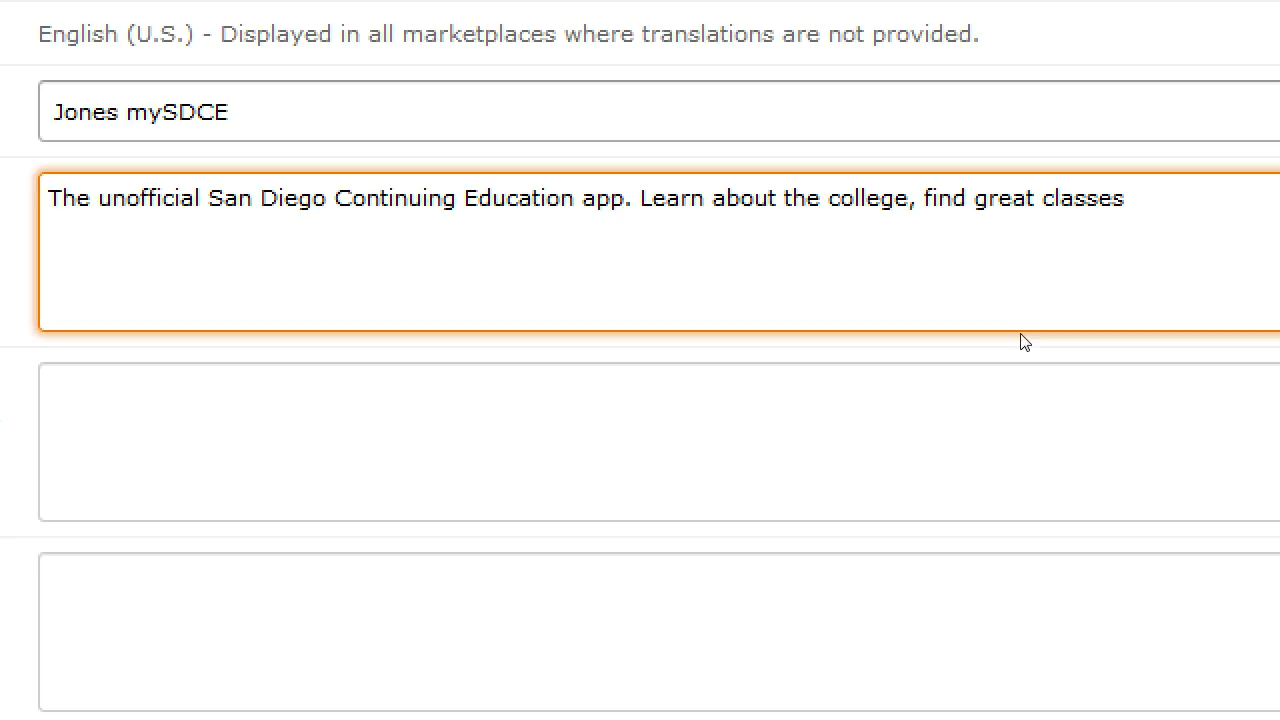 English (U.S.) - Displayed in all marketplaces where translations are not provided.
Jones mySDCE
The unofficial San Diego Continuing Education app. Learn about the college, find great classes